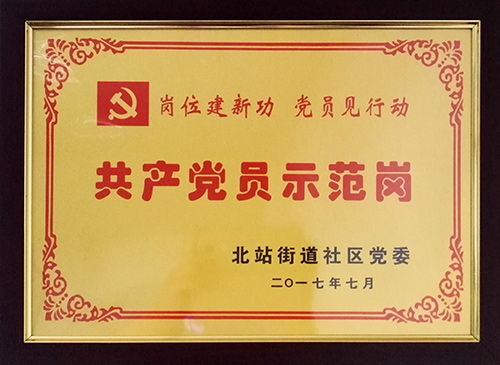 岗位建新功 党员见行动
共产党员示范岗
北站街道社区党委
二〇一七年七月